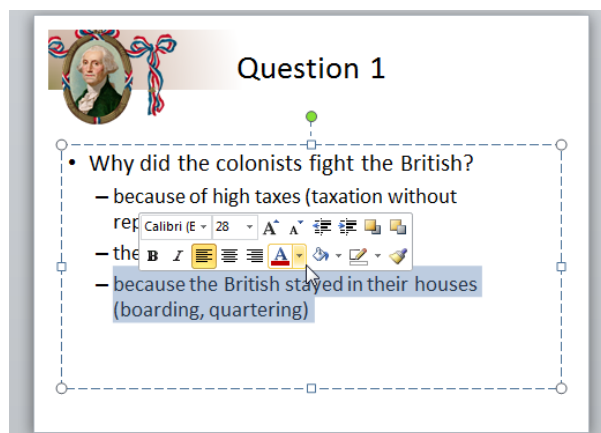 Question 1
• Why did the colonists fight the British?
– because of high taxes (taxation without
Calibri (E 28 A A
– the
B I A
– because the British stayed in their houses
(boarding, quartering)